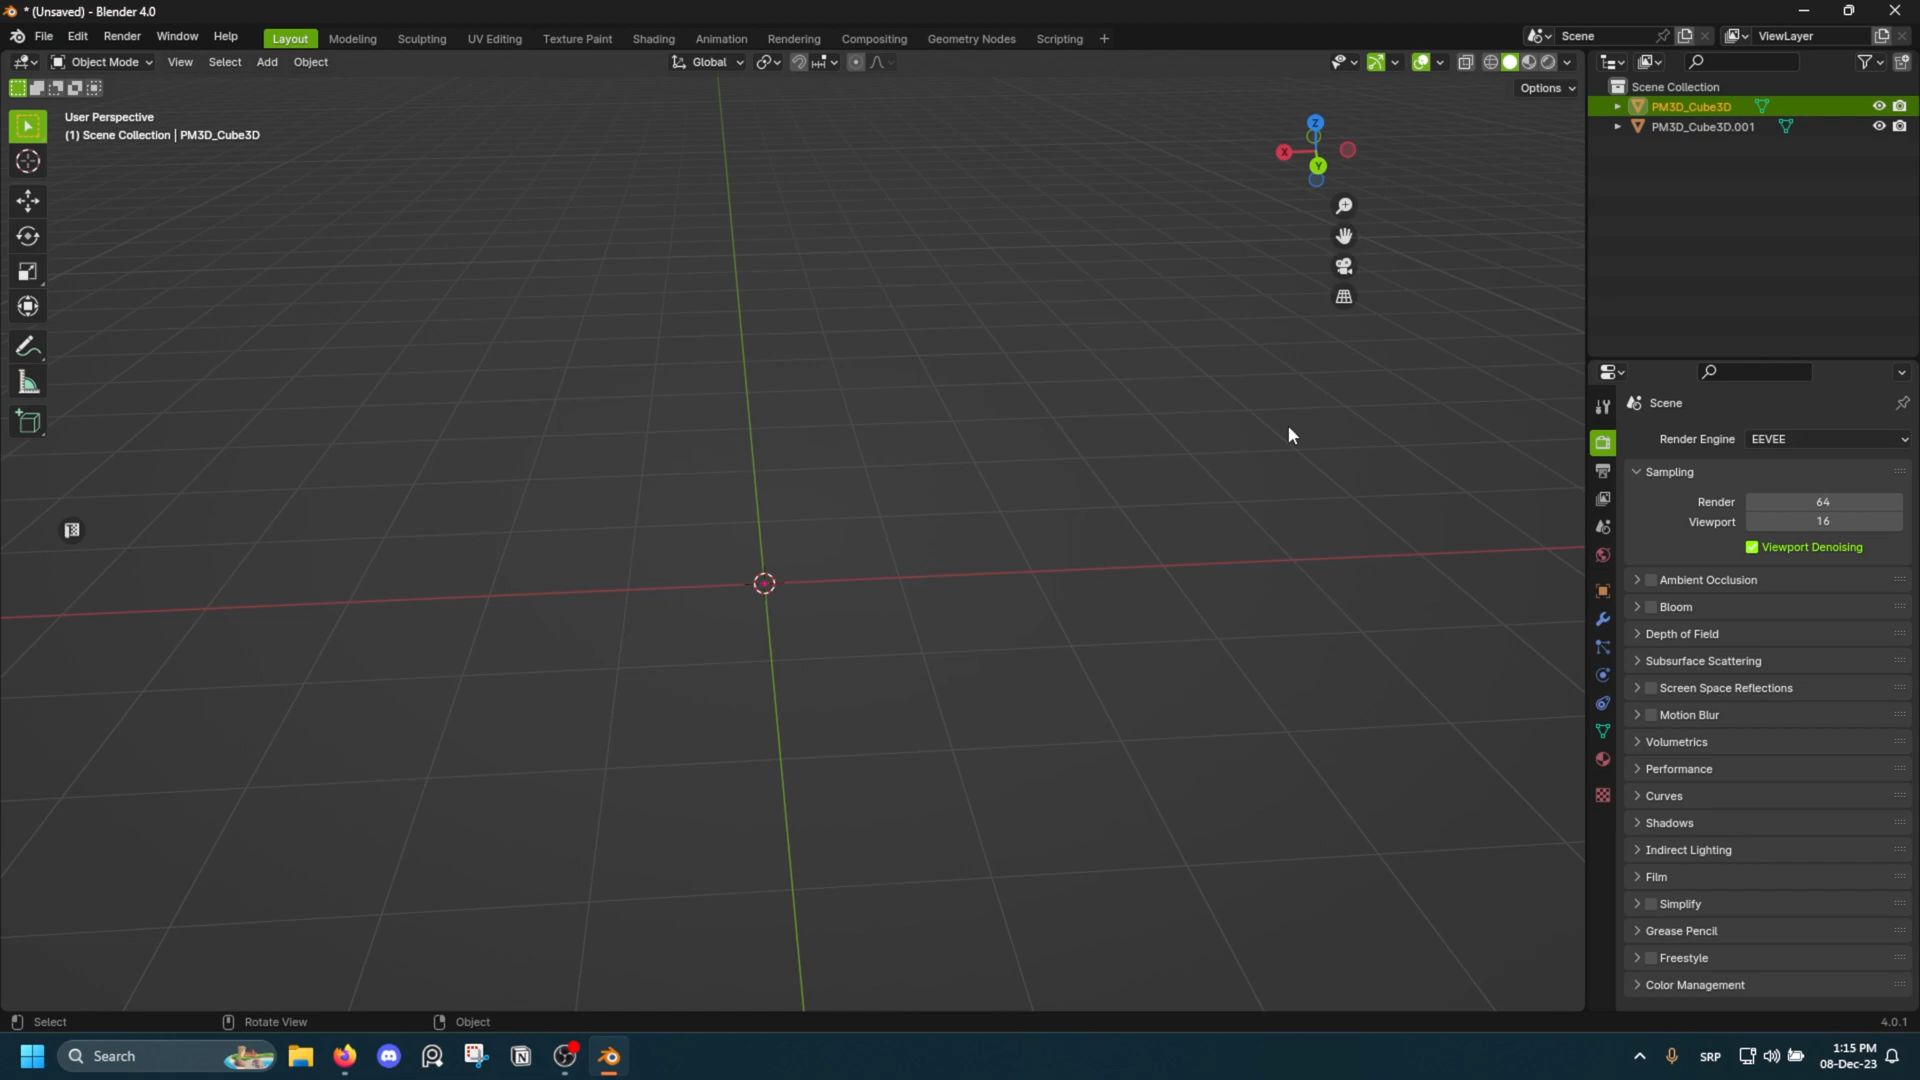 * (Unsaved) - Blender 4.0
File Edit Render Window Help
Layout Modeling Sculpting UV Editing Texture Paint Shading Animation Rendering Compositing Geometry Nodes Scripting +
Scene
ViewLayer
Object Mode View Select Add Object
Global
Options
User Perspective
(1) Scene Collection | PM3D_Cube3D
Z
X
Y
Scene Collection
PM3D_Cube3D
PM3D_Cube3D.001
Scene
Render Engine EEVEE
Sampling
Render 64
Viewport 16
Viewport Denoising
Ambient Occlusion
Bloom
Depth of Field
Subsurface Scattering
Screen Space Reflections
Motion Blur
Volumetrics
Performance
Curves
Shadows
Indirect Lighting
Film
Simplify
Grease Pencil
Freestyle
Color Management
Select
Rotate View
Object
4.0.1
Search
SRP
1:15 PM
08-Dec-23